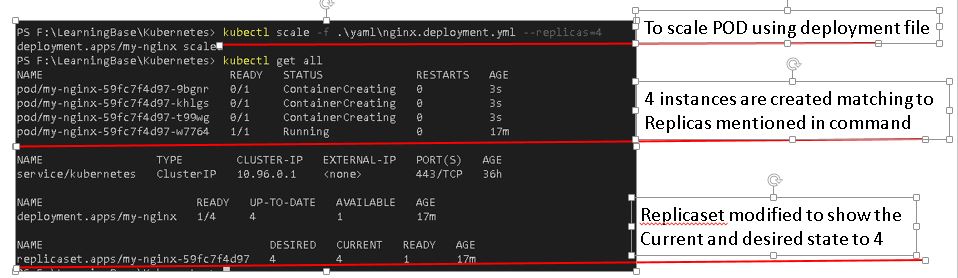 PS F:\LearningBase\Kubernetes> kubectl scale -f .\yaml\nginx.deployment.yml --replicas=4
deployment.apps/my-nginx scale
PS F:\LearningBase\Kubernetes> kubectl get all
NAME READY STATUS RESTARTS AGE
pod/my-nginx-59fc7f4d97-9bgnr 0/1 ContainerCreating 0 3s
pod/my-nginx-59fc7f4d97-khlgs 0/1 ContainerCreating 0 3s
pod/my-nginx-59fc7f4d97-t99wg 0/1 ContainerCreating 0 3s
pod/my-nginx-59fc7f4d97-w7764 1/1 Running 0 17m
NAME TYPE CLUSTER-IP EXTERNAL-IP PORT(S) AGE
service/kubernetes ClusterIP 10.96.0.1 <none> 443/TCP 36h
NAME READY UP-TO-DATE AVAILABLE AGE
deployment.apps/my-nginx 1/4 4 1 17m
NAME DESIRED CURRENT READY AGE
replicaset.apps/my-nginx-59fc7f4d97 4 4 1 17m
To scale POD using deployment file
4 instances are created matching to
Replicas mentioned in command
Replicaset modified to show the
Current and desired state to 4